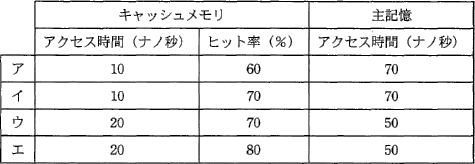 キャッシュメモリ 主記憶
アクセス時間（ナノ秒） ヒット率（％） アクセス時間（ナノ秒）
ア 10 60 70
イ 10 70 70
ウ 20 70 50
エ 20 80 50